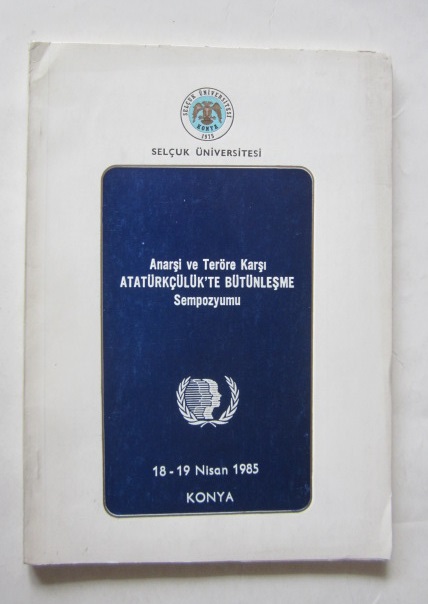 SELÇUK ÜNİVERSİTESİ
KONYA
1975
SELÇUK ÜNİVERSİTESİ
Anarşi ve Teröre Karşı
ATATÜRKÇÜLÜK'TE BÜTÜNLEŞME
Sempozyumu
18 - 19 Nisan 1985
KONYA